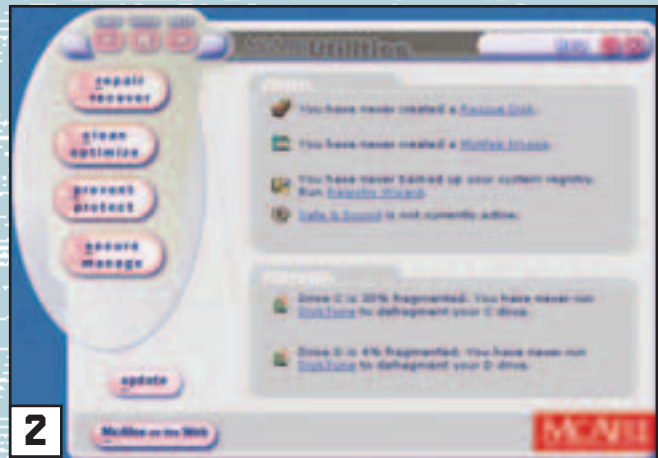 Utilities
repair
recover
clean
optimize
prevent
protect
secure
manage
You have never created a Rescue Disk.
You have never created a McAfee Image.
You have never backed up your system registry.
Run Registry Wizard.
Safe & Sound is not currently active.
Drive C is 20% fragmented. You have never run
DiskTune to defragment your C drive.
Drive D is 4% fragmented. You have never run
DiskTune to defragment your D drive.
update
McAfee on the Web
McAFEE
2